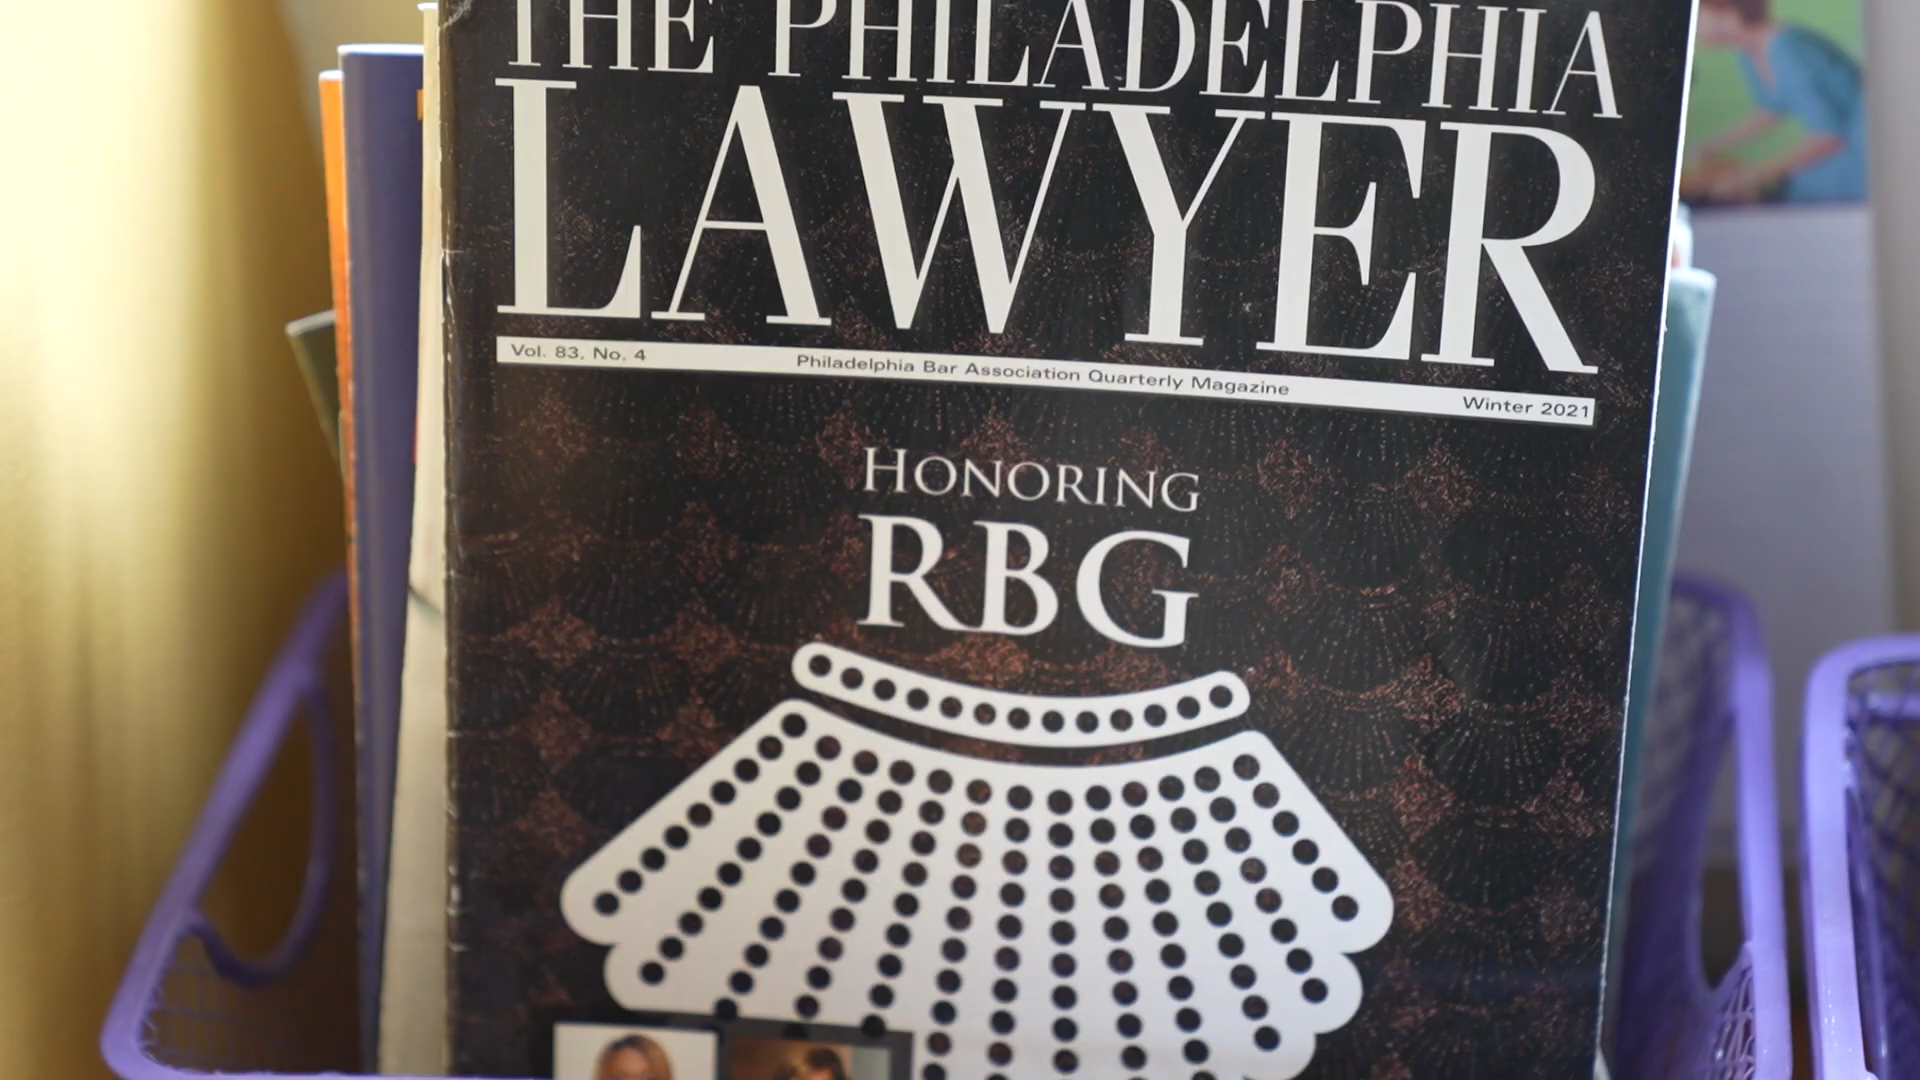 THE PHILADELPHIA
LAWYER
Vol. 83, No. 4 Philadelphia Bar Association Quarterly Magazine Winter 2021
HONORING
RBG